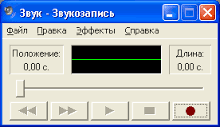 Звук - Звукозапись
Файл Правка Эффекты Справка
Положение: Длина:
0,00 с. 0,00 с.